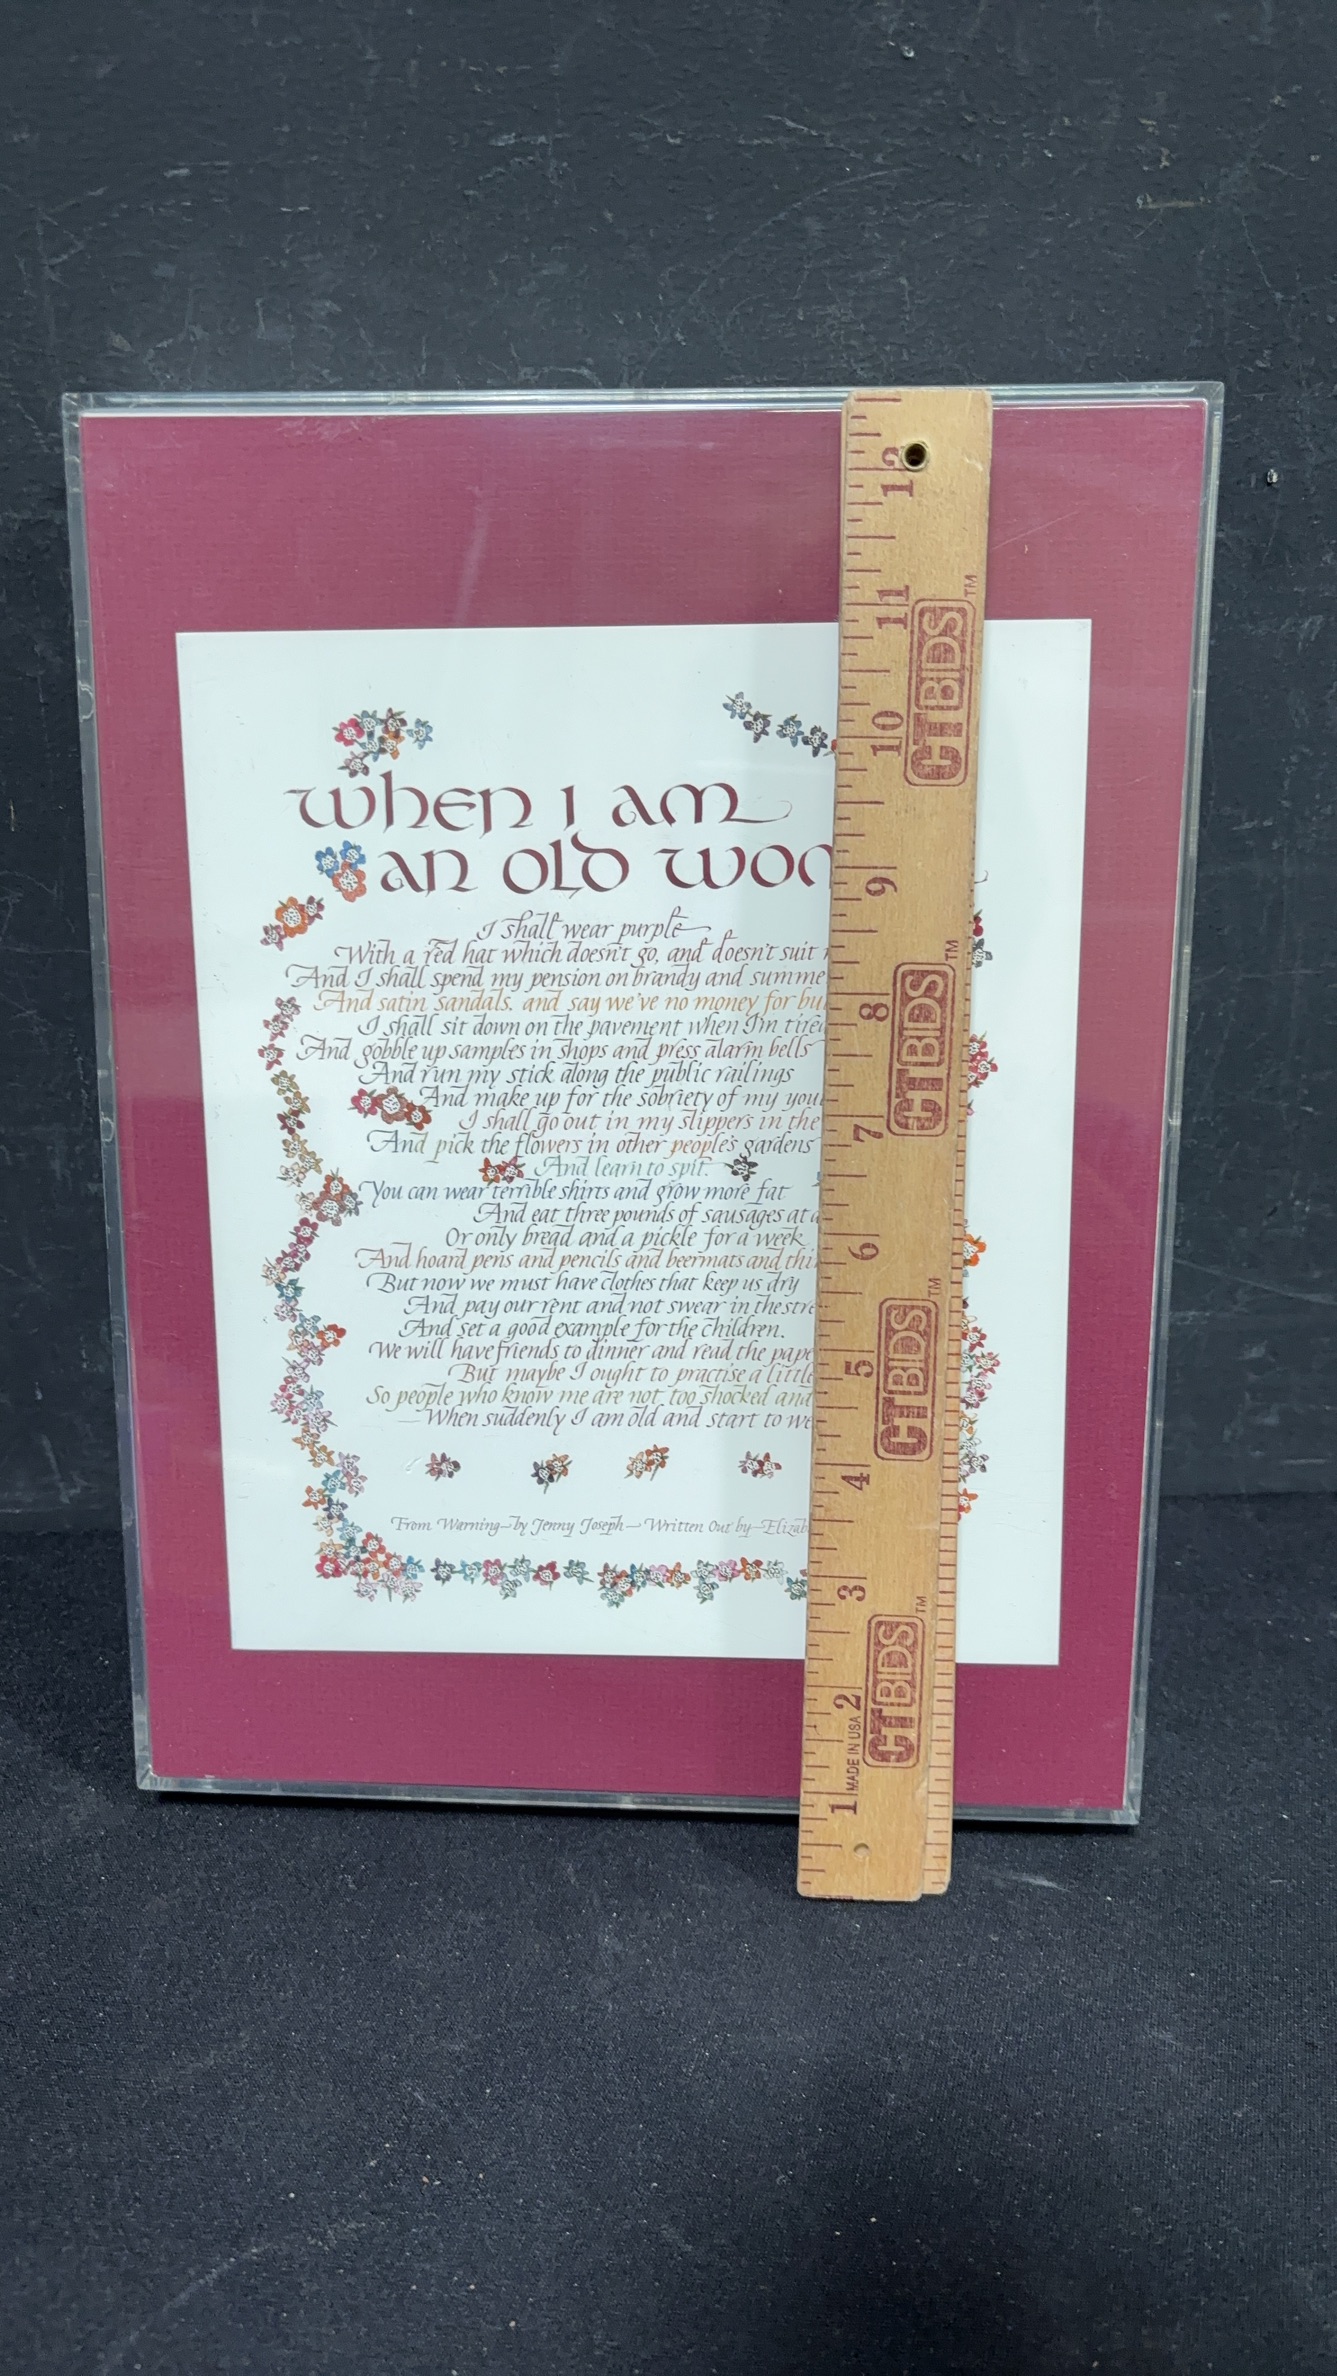 when I am
an old
I shall wear purple
With a red hat which doesn't go, and doesn't suit
And I shall spend my pension on brandy and summe
And satin sandals, and say we've no money for bu
I shall sit down on the pavement when I'm tired
And gobble up samples in shops and press alarm bells
And run my stick along the public railings
And make up for the sobriety of my you
I shall go out in my slippers in the
And pick the flowers in other people's gardens
And learn to spit.
You can wear terrible shirts and grow more fat
And eat three pounds of sausages at a
Or only bread and a pickle for a week
And hoard pens and pencils and beermats and thi
But now we must have clothes that keep us dry
And pay our rent and not swear in the stre
And set a good example for the children.
We will have friends to dinner and read the pape
But maybe I ought to practise a little
So people who know me are not too shocked and
When suddenly I am old and start to we
From Warning—by Jenny Joseph—Written Out by—Elizab
12
11
10
9
8
7
6
5
4
3
2
1
CTBIDS™
CTBIDS™
CTBIDS™
CTBIDS™
MADE IN USA